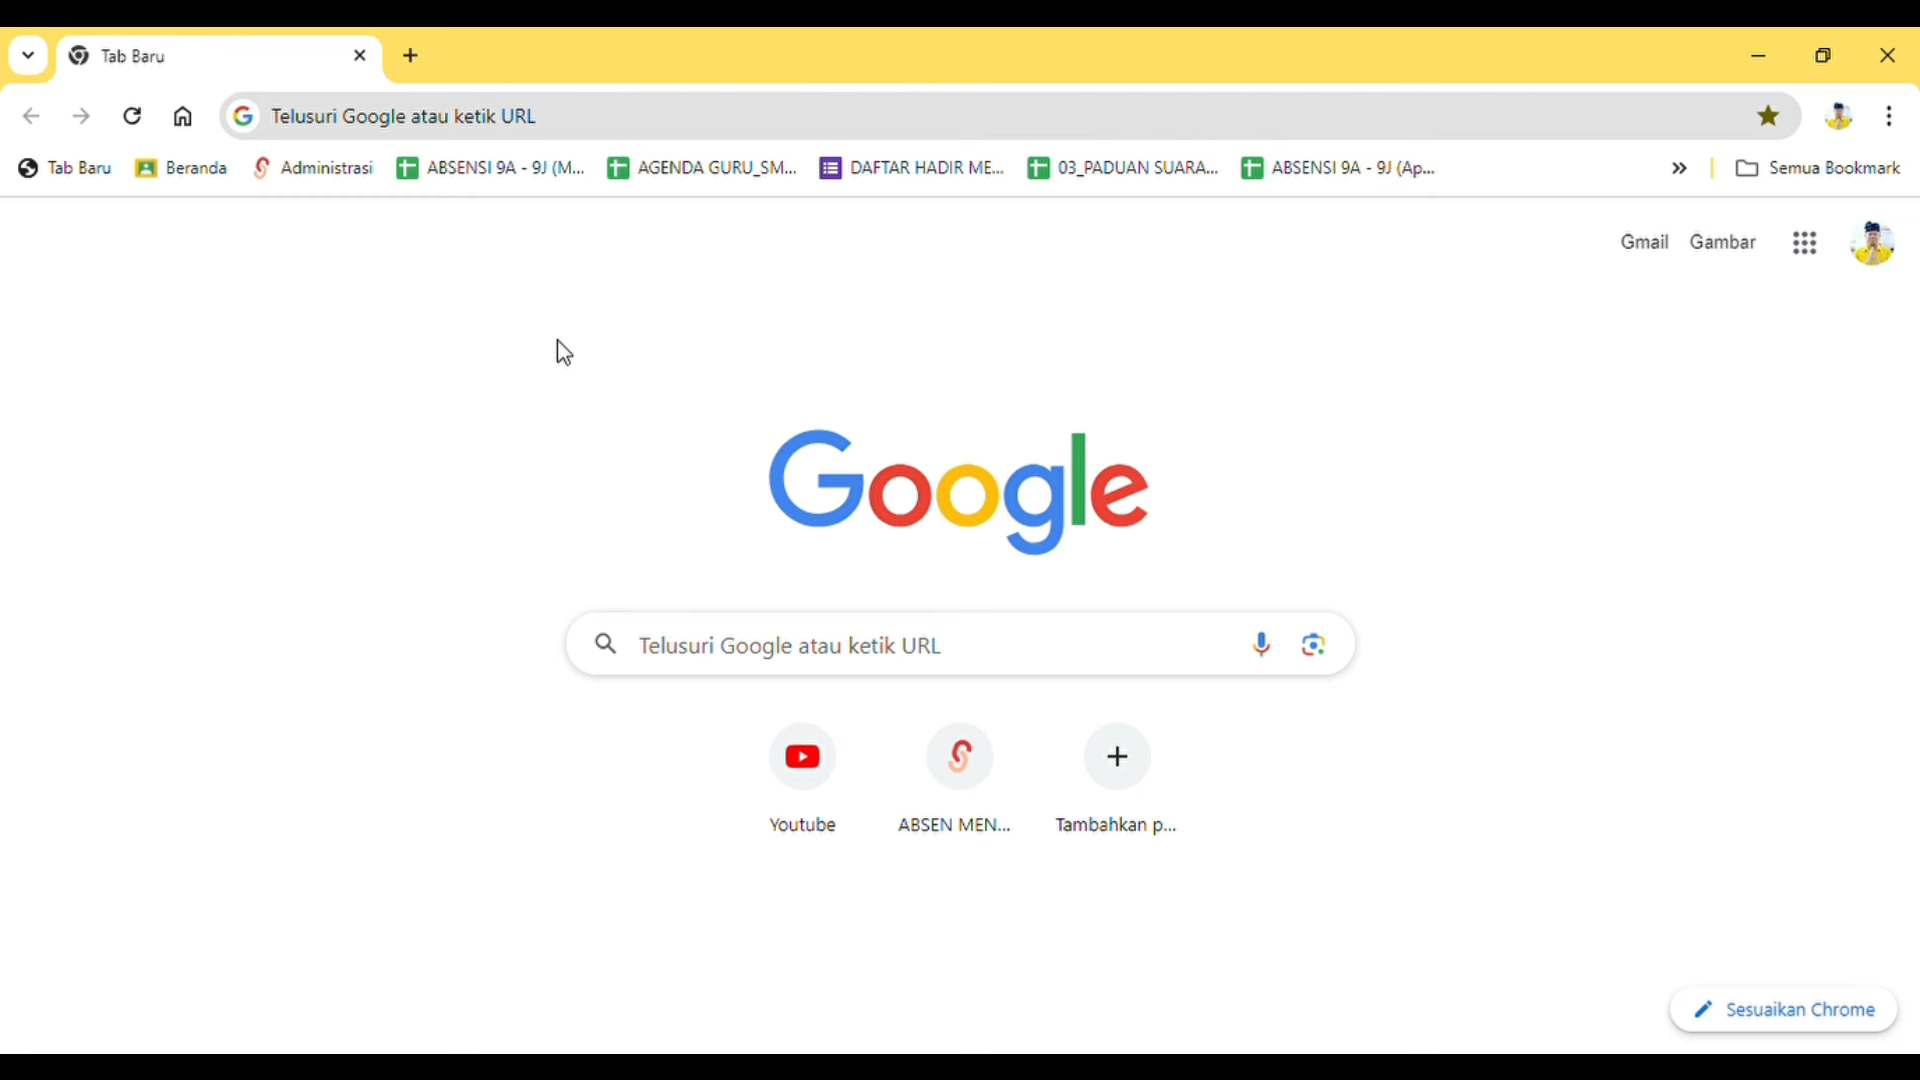 Tab Baru
Telusuri Google atau ketik URL
Tab Baru Beranda Administrasi ABSENSI 9A - 9J (M... AGENDA GURU_SM... DAFTAR HADIR ME... 03_PADUAN SUARA... ABSENSI 9A - 9J (Ap... Semua Bookmark
Gmail Gambar
Google
Telusuri Google atau ketik URL
Youtube ABSEN MEN... Tambahkan p...
Sesuaikan Chrome